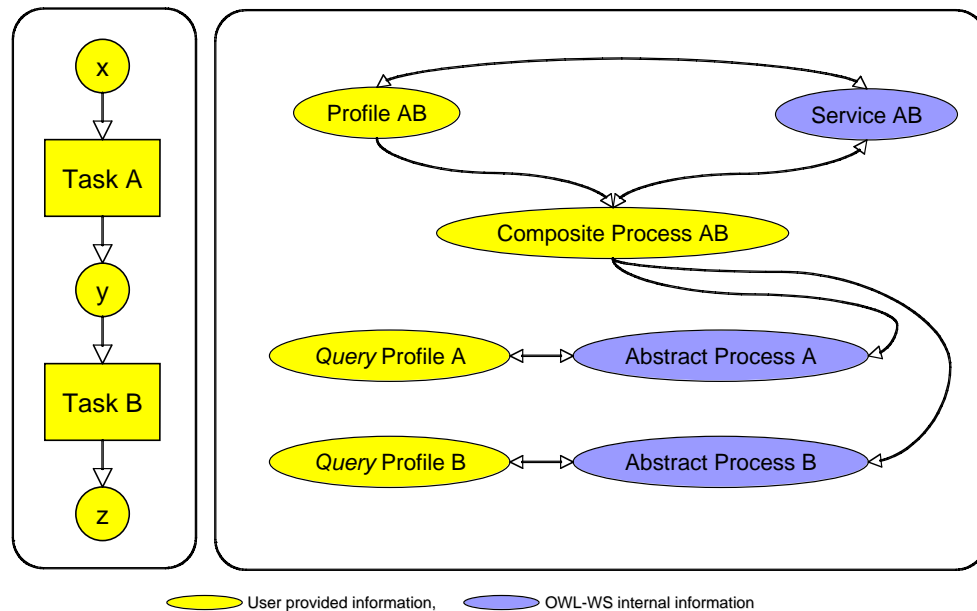 x
Task A
y
Task B
z
Profile AB
Service AB
Composite Process AB
Query Profile A
Abstract Process A
Query Profile B
Abstract Process B
User provided information,
OWL-WS internal information